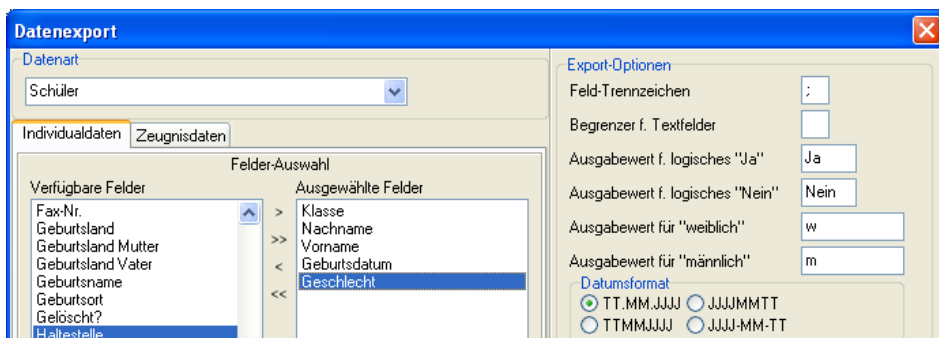 Datenexport
Datenart
Schüler
Individualdaten
Zeugnisdaten
Felder-Auswahl
Verfügbare Felder
Fax-Nr.
Geburtsland
Geburtsland Mutter
Geburtsland Vater
Geburtsname
Geburtsort
Gelöscht?
Haltestelle
>
>>
<
<<
Ausgewählte Felder
Klasse
Nachname
Vorname
Geburtsdatum
Geschlecht
Export-Optionen
Feld-Trennzeichen ;
Begrenzer f. Textfelder
Ausgabewert f. logisches "Ja" Ja
Ausgabewert f. logisches "Nein" Nein
Ausgabewert für "weiblich" w
Ausgabewert für "männlich" m
Datumsformat
TT.MM.JJJJ JJJJMMTT
TTMMJJJJ JJJJ-MM-TT